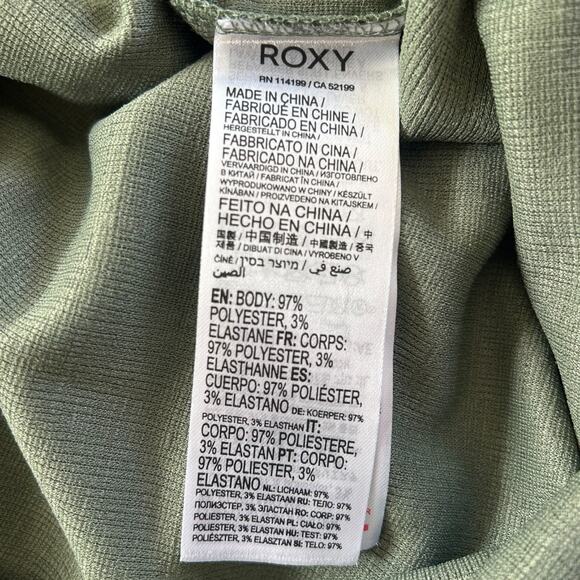 ROXY
RN 114199 / CA 52199
MADE IN CHINA /
FABRIQUÉ EN CHINE /
FABRICADO EN CHINA /
HERGESTELLT IN CHINA /
FABBRICATO IN CINA /
FABRICADO NA CHINA /
VERVAARDIGD IN CHINA / ИЗГОТОВЛЕНО
В КИТАЙ / FABRICAT ÎN CHINA /
WYPRODUKOWANO W CHINY / KÉSZÜLT
KÍNÁBAN / PROIZVEDENO NA KITAJSKEM /
FEITO NA CHINA /
HECHO EN CHINA / 中
国製 / 中国制造 / 中國製造 / 중국
제품 / DIBUAT DI CINA / VYROBENO V
ČÍNĚ / מיוצר בסין / صنع في
الصين
EN: BODY: 97%
POLYESTER, 3%
ELASTANE FR: CORPS:
97% POLYESTER, 3%
ELASTHANNE ES:
CUERPO: 97% POLIÉSTER,
3% ELASTANO DE: KOERPER: 97%
POLYESTER, 3% ELASTHAN IT:
CORPO: 97% POLIESTERE,
3% ELASTAN PT: CORPO:
97% POLIESTER, 3%
ELASTANO NL: LICHAAM: 97%
POLYESTER, 3% ELASTAAN RU: ТЕЛО: 97%
ПОЛИЭСТЕР, 3% ЭЛАСТАН RO: CORP: 97%
POLIESTER, 3% ELASTAN PL: CIAŁO: 97%
POLIESTER, 3% ELASTAN HU: TEST: 97%
POLIÉSZTER, 3% ELASZTAN SI: TELO: 97%